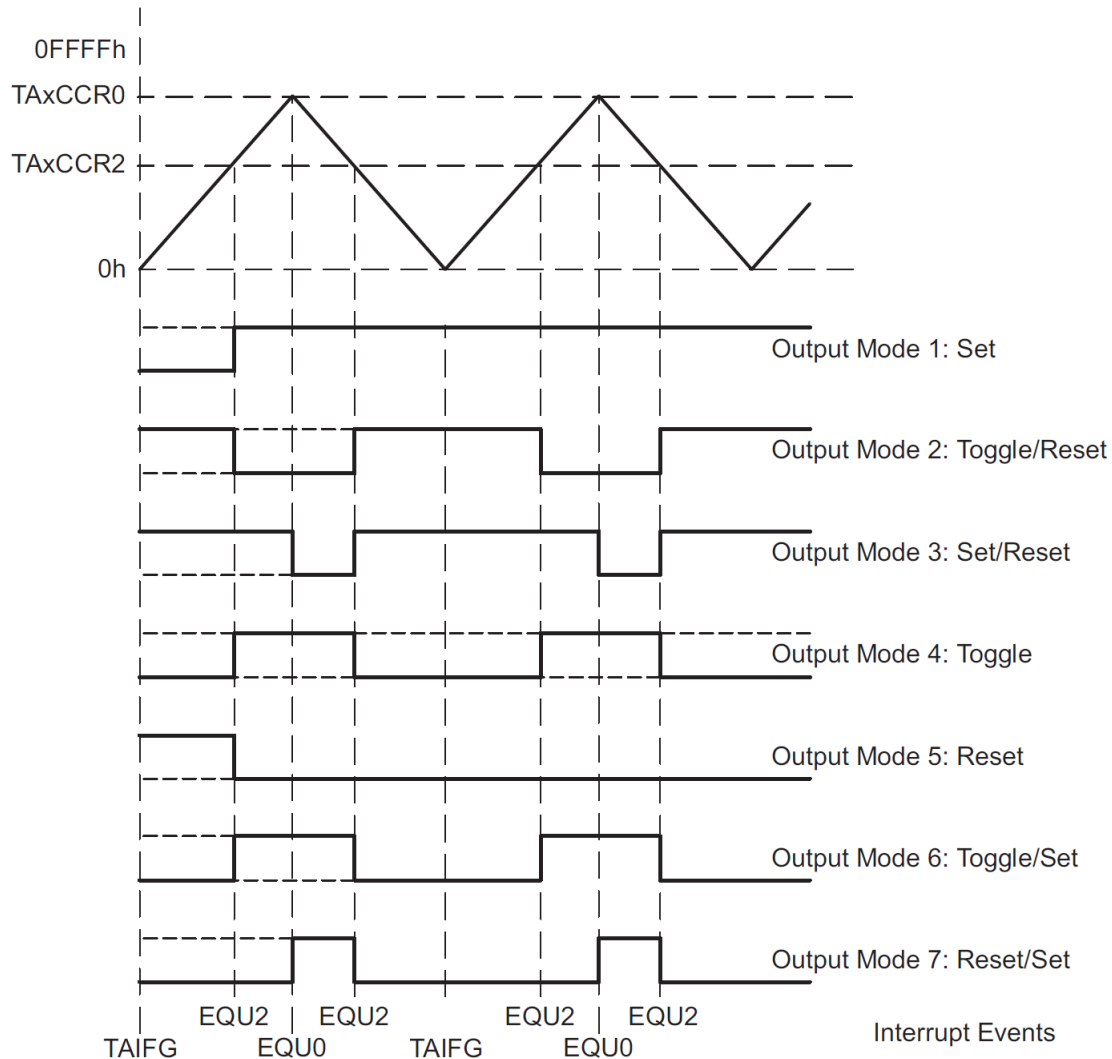 0FFFFh
TAxCCR0
TAxCCR2
0h
Output Mode 1: Set
Output Mode 2: Toggle/Reset
Output Mode 3: Set/Reset
Output Mode 4: Toggle
Output Mode 5: Reset
Output Mode 6: Toggle/Set
Output Mode 7: Reset/Set
EQU2 EQU2 EQU2 EQU2
TAIFG EQU0 TAIFG EQU0
Interrupt Events